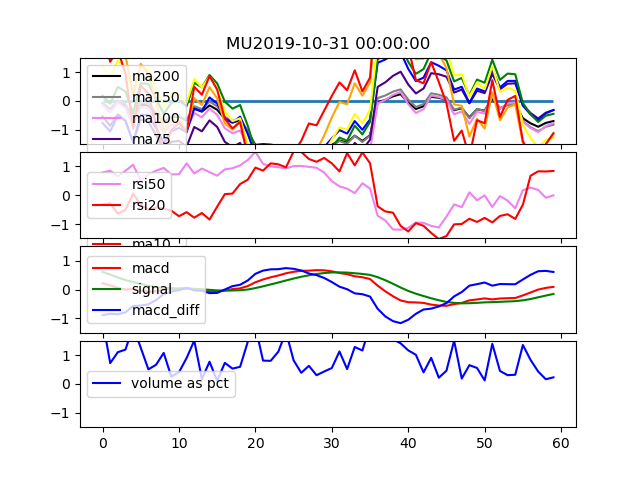 MU2019-10-31 00:00:00
1
0
−1
ma200
ma150
ma100
ma75
1
0
−1
rsi50
rsi20
ma10
1
0
−1
macd
signal
macd_diff
1
0
−1
volume as pct
0 10 20 30 40 50 60